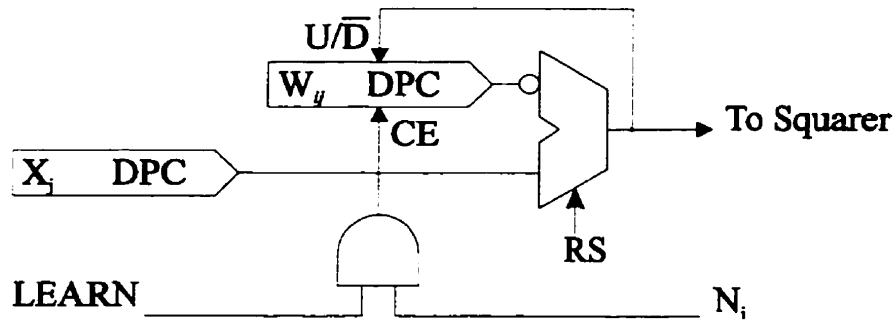 U/D̅
W_ij DPC
To Squarer
CE
X_j DPC
RS
LEARN
N_i